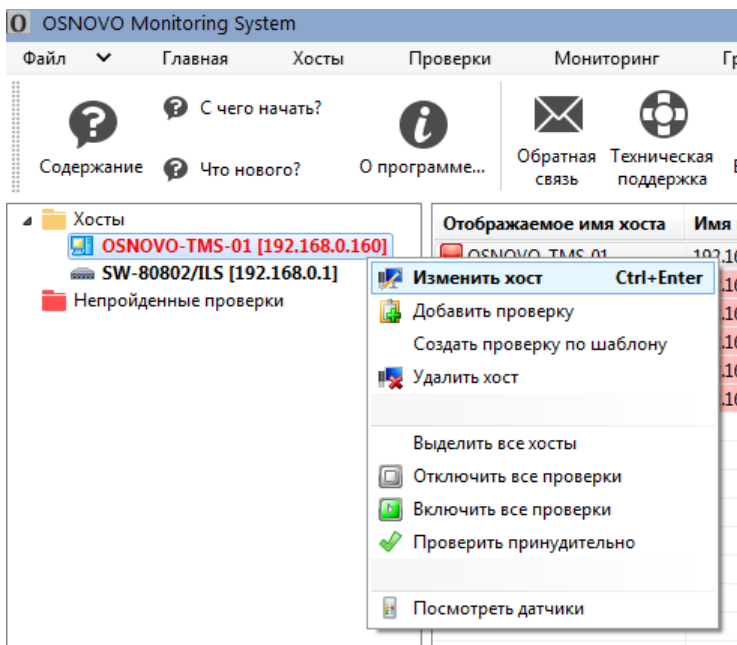 OSNOVO Monitoring System
Файл Главная Хосты Проверки Мониторинг
С чего начать?
Содержание Что нового? О программе... Обратная связь Техническая поддержка
Хосты
OSNOVO-TMS-01 [192.168.0.160]
SW-80802/ILS [192.168.0.1]
Непройденные проверки
Отображаемое имя хоста Имя
OSNOVO-TMS-01
Изменить хост Ctrl+Enter
Добавить проверку
Создать проверку по шаблону
Удалить хост
Выделить все хосты
Отключить все проверки
Включить все проверки
Проверить принудительно
Посмотреть датчики